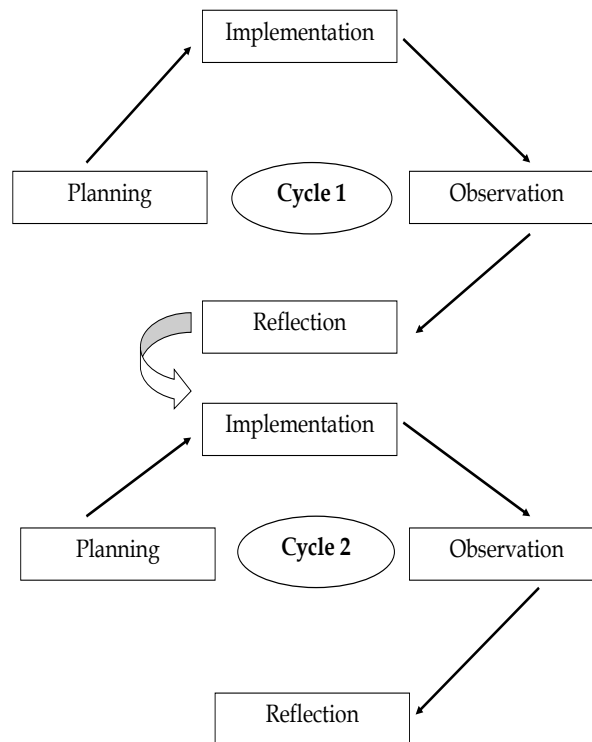 Implementation
Planning
Cycle 1
Observation
Reflection
Implementation
Planning
Cycle 2
Observation
Reflection